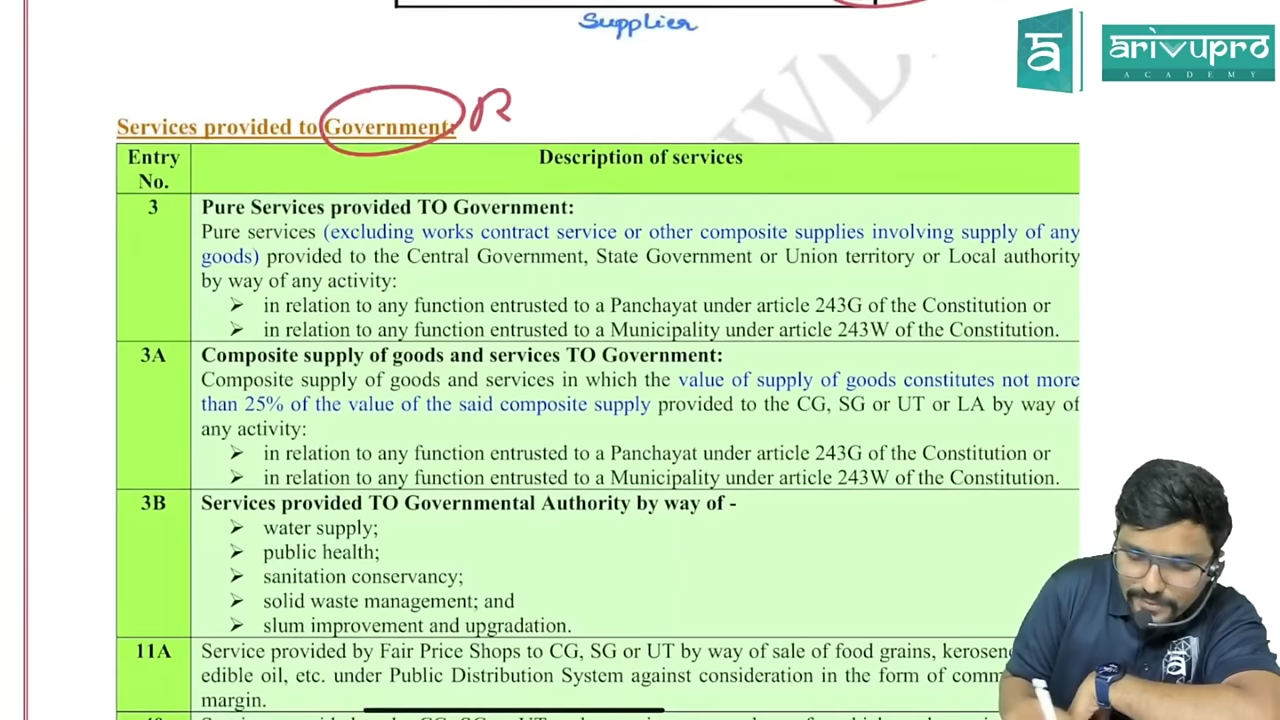 Supplier
arivupro
ACADEMY
Services provided to Government: R
Entry No.
Description of services
3
Pure Services provided TO Government:
Pure services (excluding works contract service or other composite supplies involving supply of any
goods) provided to the Central Government, State Government or Union territory or Local authority
by way of any activity:
➤ in relation to any function entrusted to a Panchayat under article 243G of the Constitution or
➤ in relation to any function entrusted to a Municipality under article 243W of the Constitution.
3A
Composite supply of goods and services TO Government:
Composite supply of goods and services in which the value of supply of goods constitutes not more
than 25% of the value of the said composite supply provided to the CG, SG or UT or LA by way of
any activity:
➤ in relation to any function entrusted to a Panchayat under article 243G of the Constitution or
➤ in relation to any function entrusted to a Municipality under article 243W of the Constitution.
3B
Services provided TO Governmental Authority by way of -
➤ water supply;
➤ public health;
➤ sanitation conservancy;
➤ solid waste management; and
➤ slum improvement and upgradation.
11A
Service provided by Fair Price Shops to CG, SG or UT by way of sale of food grains, kerosen
edible oil, etc. under Public Distribution System against consideration in the form of comm
margin.